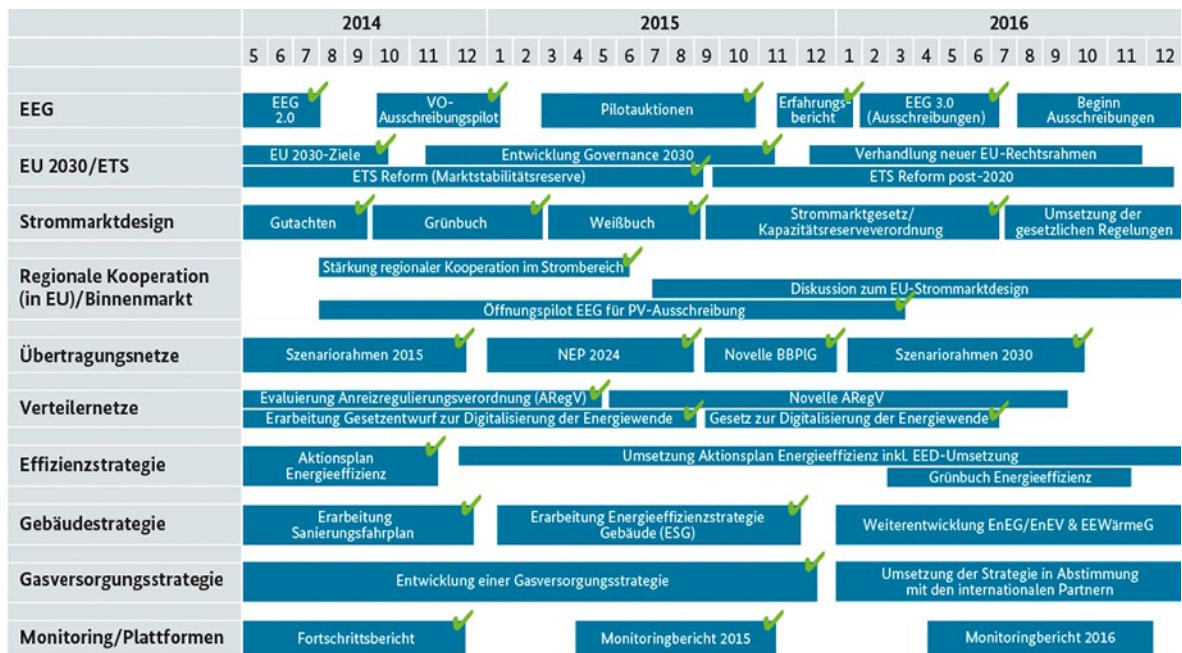 2014 2015 2016
5 6 7 8 9 10 11 12 1 2 3 4 5 6 7 8 9 10 11 12 1 2 3 4 5 6 7 8 9 10 11 12
EEG
EEG
2.0
VO-
Ausschreibungspilot
Pilotauktionen
Erfahrungs-
bericht
EEG 3.0
(Ausschreibungen)
Beginn
Ausschreibungen
EU 2030/ETS
EU 2030-Ziele
Entwicklung Governance 2030
Verhandlung neuer EU-Rechtsrahmen
ETS Reform (Marktstabilitätsreserve)
ETS Reform post-2020
Strommarktdesign
Gutachten
Grünbuch
Weißbuch
Strommarktgesetz/
Kapazitätsreserveverordnung
Umsetzung der
gesetzlichen Regelungen
Regionale Kooperation
(in EU)/Binnenmarkt
Stärkung regionaler Kooperation im Strombereich
Diskussion zum EU-Strommarktdesign
Öffnungspilot EEG für PV-Ausschreibung
Übertragungsnetze
Szenariorahmen 2015
NEP 2024
Novelle BBPlG
Szenariorahmen 2030
Verteilernetze
Evaluierung Anreizregulierungsverordnung (ARegV)
Novelle ARegV
Erarbeitung Gesetzentwurf zur Digitalisierung der Energiewende
Gesetz zur Digitalisierung der Energiewende
Effizienzstrategie
Aktionsplan
Energieeffizienz
Umsetzung Aktionsplan Energieeffizienz inkl. EED-Umsetzung
Grünbuch Energieeffizienz
Gebäudestrategie
Erarbeitung
Sanierungsfahrplan
Erarbeitung Energieeffizienzstrategie
Gebäude (ESG)
Weiterentwicklung EnEG/EnEV & EEWärmeG
Gasversorgungsstrategie
Entwicklung einer Gasversorgungsstrategie
Umsetzung der Strategie in Abstimmung
mit den internationalen Partnern
Monitoring/Plattformen
Fortschrittsbericht
Monitoringbericht 2015
Monitoringbericht 2016